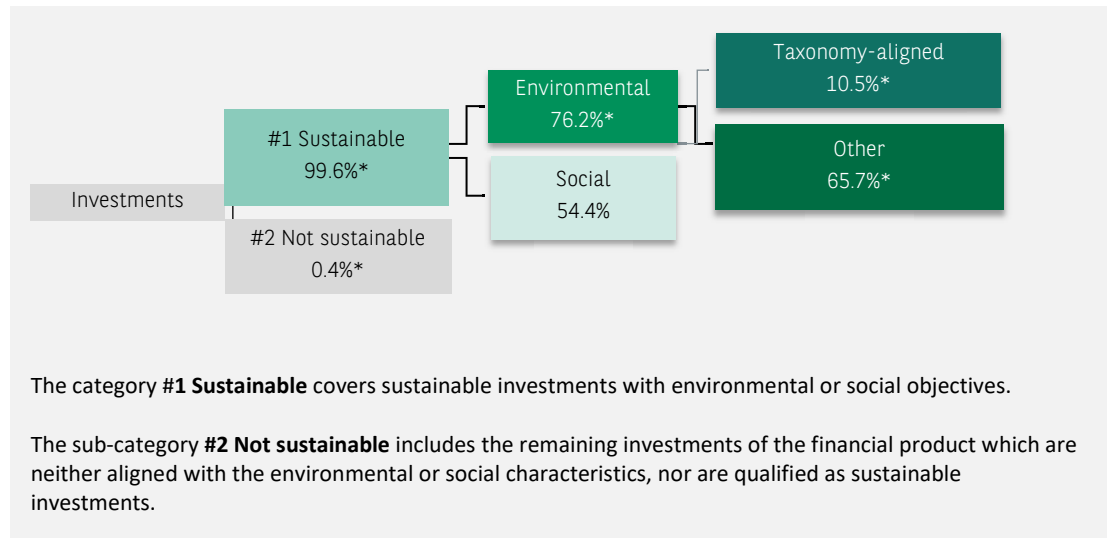 Taxonomy-aligned
10.5%*
Environmental
76.2%*
#1 Sustainable
99.6%*
Other
65.7%*
Social
54.4%
Investments
#2 Not sustainable
0.4%*
The category #1 Sustainable covers sustainable investments with environmental or social objectives.
The sub-category #2 Not sustainable includes the remaining investments of the financial product which are
neither aligned with the environmental or social characteristics, nor are qualified as sustainable
investments.